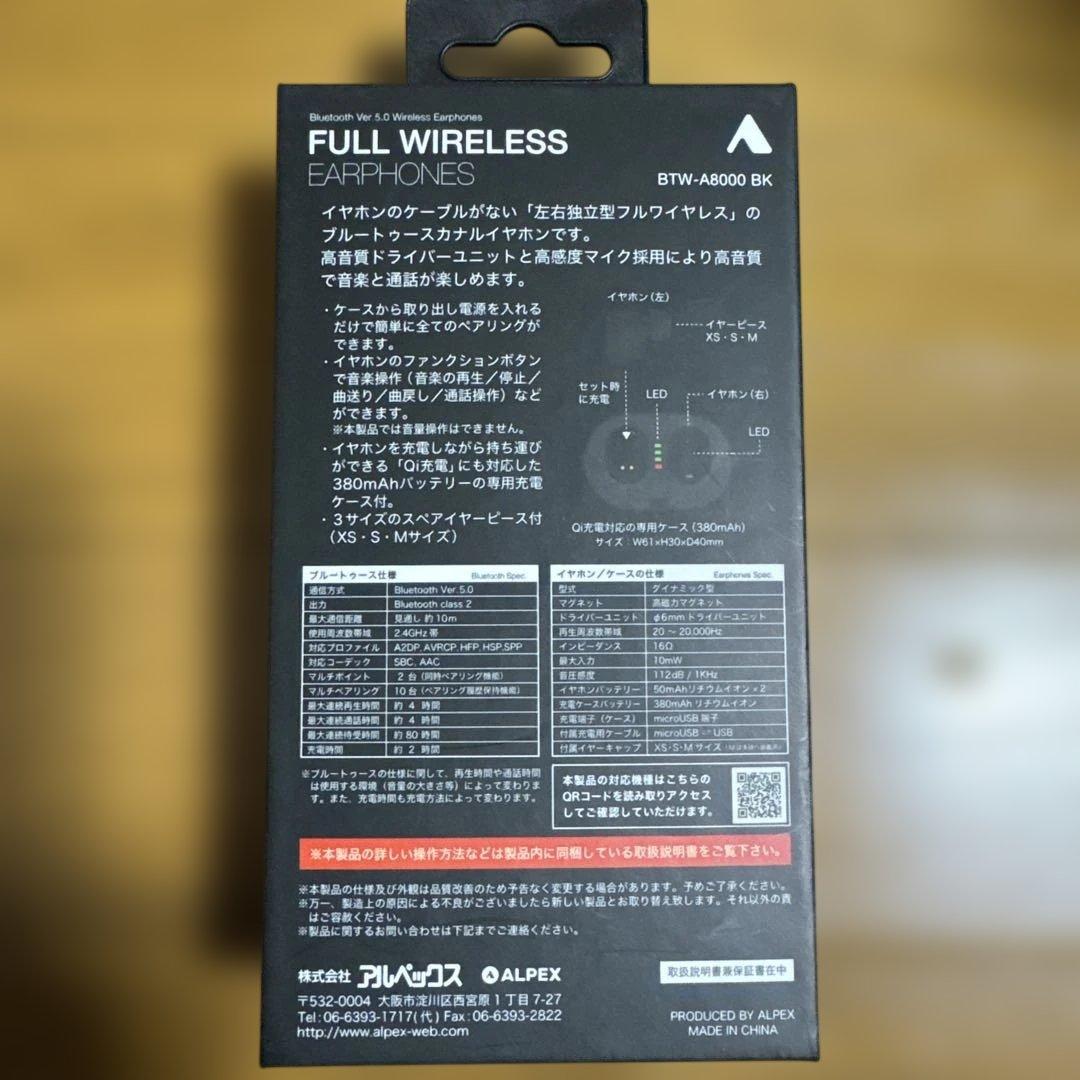 Bluetooth Ver 5.0 Wireless Earphones
FULL WIRELESS
EARPHONES
BTW-A8000 BK
イヤホンのケーブルがない「左右独立型フルワイヤレス」の
ブルートゥースカナルイヤホンです。
高音質ドライバーユニットと高感度マイク採用により高音質
で音楽と通話が楽しめます。
・ケースから取り出し電源を入れる
だけで簡単に全てのペアリングが
できます。
・イヤホンのファンクションボタン
で音楽操作（音楽の再生／停止／
曲送り／曲戻し／通話操作）など
ができます。
※本製品では音量操作はできません。
・イヤホンを充電しながら持ち運び
ができる「Qi充電」にも対応した
380mAhバッテリーの専用充電
ケース付。
・3サイズのスペアイヤーピース付
（XS・S・Mサイズ）
イヤホン（左）
イヤーピース
XS・S・M
セット時
に充電
LED
イヤホン（右）
LED
Qi充電対応の専用ケース（380mAh）
サイズ：W61×H30×D40mm
ブルートゥース仕様 Bluetooth Spec.
通信方式 Bluetooth Ver.5.0
出力 Bluetooth class 2
最大通信距離 見通し 約10m
使用周波数帯域 2.4GHz帯
対応プロファイル A2DP, AVRCP, HFP, HSP, SPP
対応コーデック SBC, AAC
マルチポイント 2 台（同時ペアリング機能）
マルチペアリング 10 台（ペアリング履歴保持機能）
最大連続再生時間 約 4 時間
最大連続通話時間 約 4 時間
最大連続待受時間 約 80 時間
充電時間 約 2 時間
イヤホン／ケースの仕様 Earphones Spec.
型式 ダイナミック型
マグネット 高磁力マグネット
ドライバーユニット φ6mm ドライバーユニット
再生周波数帯域 20 ～ 20,000Hz
インピーダンス 16Ω
最大入力 10mW
音圧感度 112dB / 1KHz
イヤホンバッテリー 50mAhリチウムイオン × 2
充電ケースバッテリー 380mAh リチウムイオン
充電端子（ケース） microUSB 端子
付属充電用ケーブル microUSB ⇔ USB
付属イヤーキャップ XS・S・M サイズ
※ブルートゥースの仕様に関して、再生時間や通話時間
は使用する環境（音量の大きさ等）によって変わりま
す。また、充電時間も充電方法によって変わります。
本製品の対応機種はこちらの
QRコードを読み取りアクセス
してご確認していただけます。
※本製品の詳しい操作方法などは製品内に同梱している取扱説明書をご覧下さい。
※本製品の仕様及び外観は品質改善のため予告なく変更する場合があります。予めご了承ください。
※万一、製造上の原因による不良がございましたら新しい製品とお取り替え致します。それ以外の責
はご容赦ください。
※製品に関するお問い合わせは下記までご連絡ください。
株式会社 アルペックス ALPEX
取扱説明書兼保証書在中
〒532-0004 大阪市淀川区西宮原1丁目7-27
Tel：06-6393-1717(代) Fax：06-6393-2822
http://www.alpex-web.com
PRODUCED BY ALPEX
MADE IN CHINA